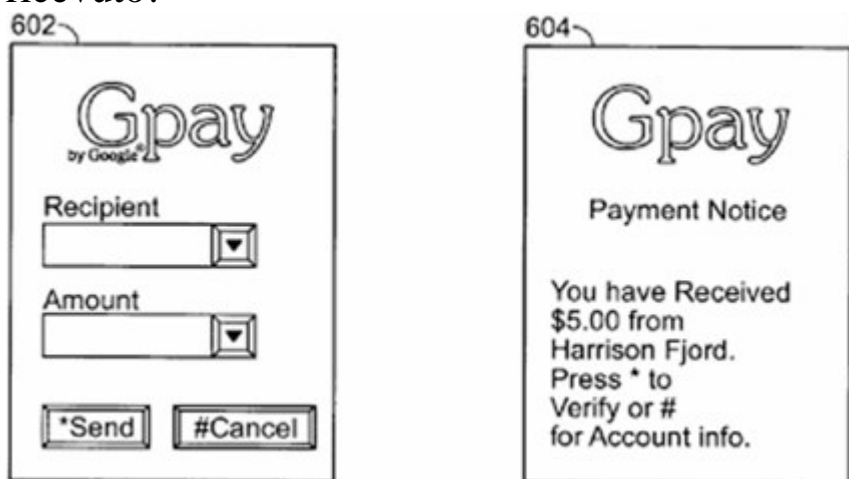 602
Gpay
by Google®
Recipient
Amount
*Send #Cancel
604
Gpay
Payment Notice
You have Received
$5.00 from
Harrison Fjord.
Press * to
Verify or #
for Account info.